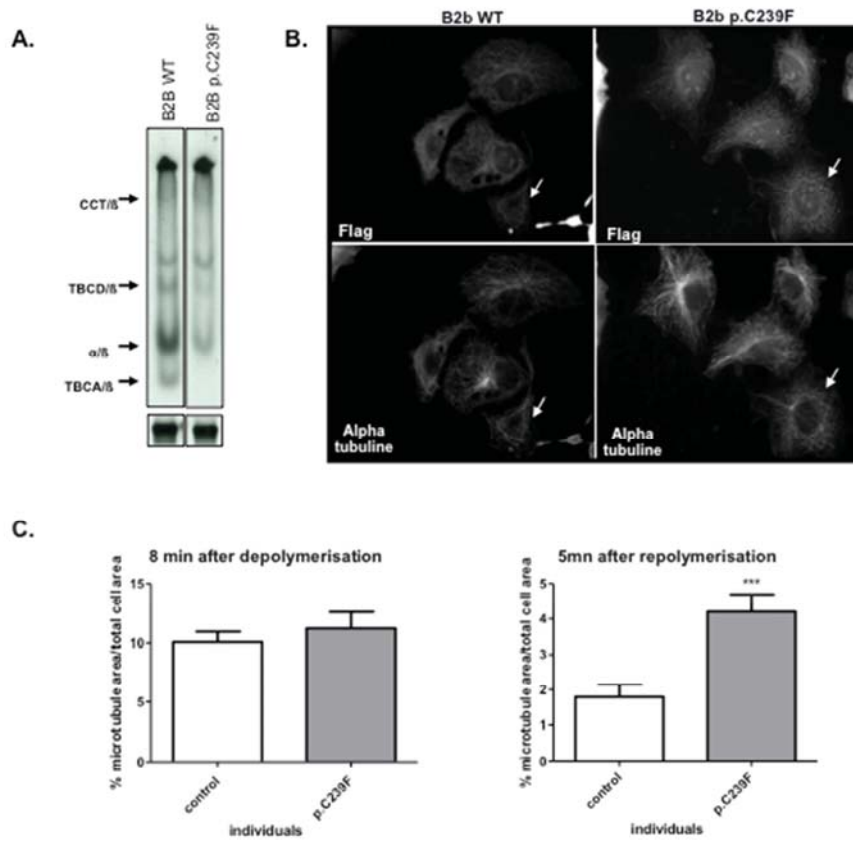 A.
B2B WT
B2B p.C239F
CCT/ß
TBCD/ß
α/ß
TBCA/ß
B.
B2b WT
B2b p.C239F
Flag
Flag
Alpha
tubuline
Alpha
tubuline
C.
8 min after depolymerisation
% microtubule area/total cell area
15
10
5
0
control
p.C239F
individuals
5mn after repolymerisation
% microtubule area/total cell area
5
4
3
2
1
0
***
control
p.C239F
individuals